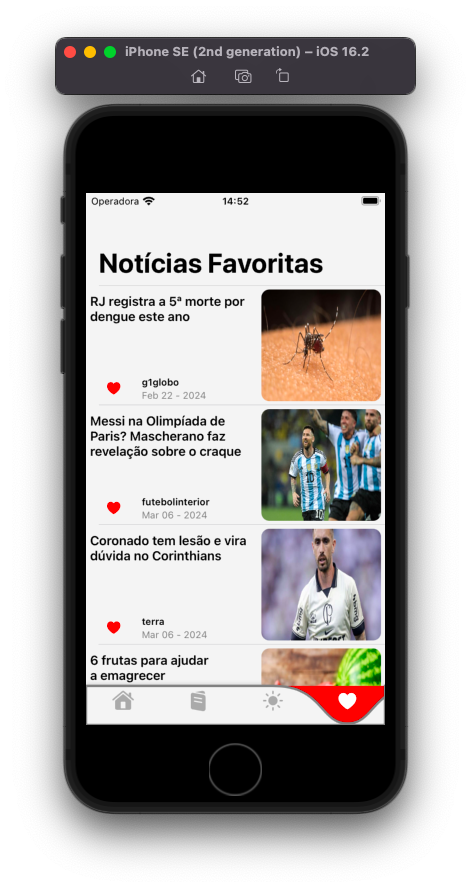 iPhone SE (2nd generation) – iOS 16.2
Operadora 14:52
Notícias Favoritas
RJ registra a 5ª morte por
dengue este ano
g1globo
Feb 22 - 2024
Messi na Olimpíada de
Paris? Mascherano faz
revelação sobre o craque
futebolinterior
Mar 06 - 2024
Coronado tem lesão e vira
dúvida no Corinthians
terra
Mar 06 - 2024
6 frutas para ajudar
a emagrecer